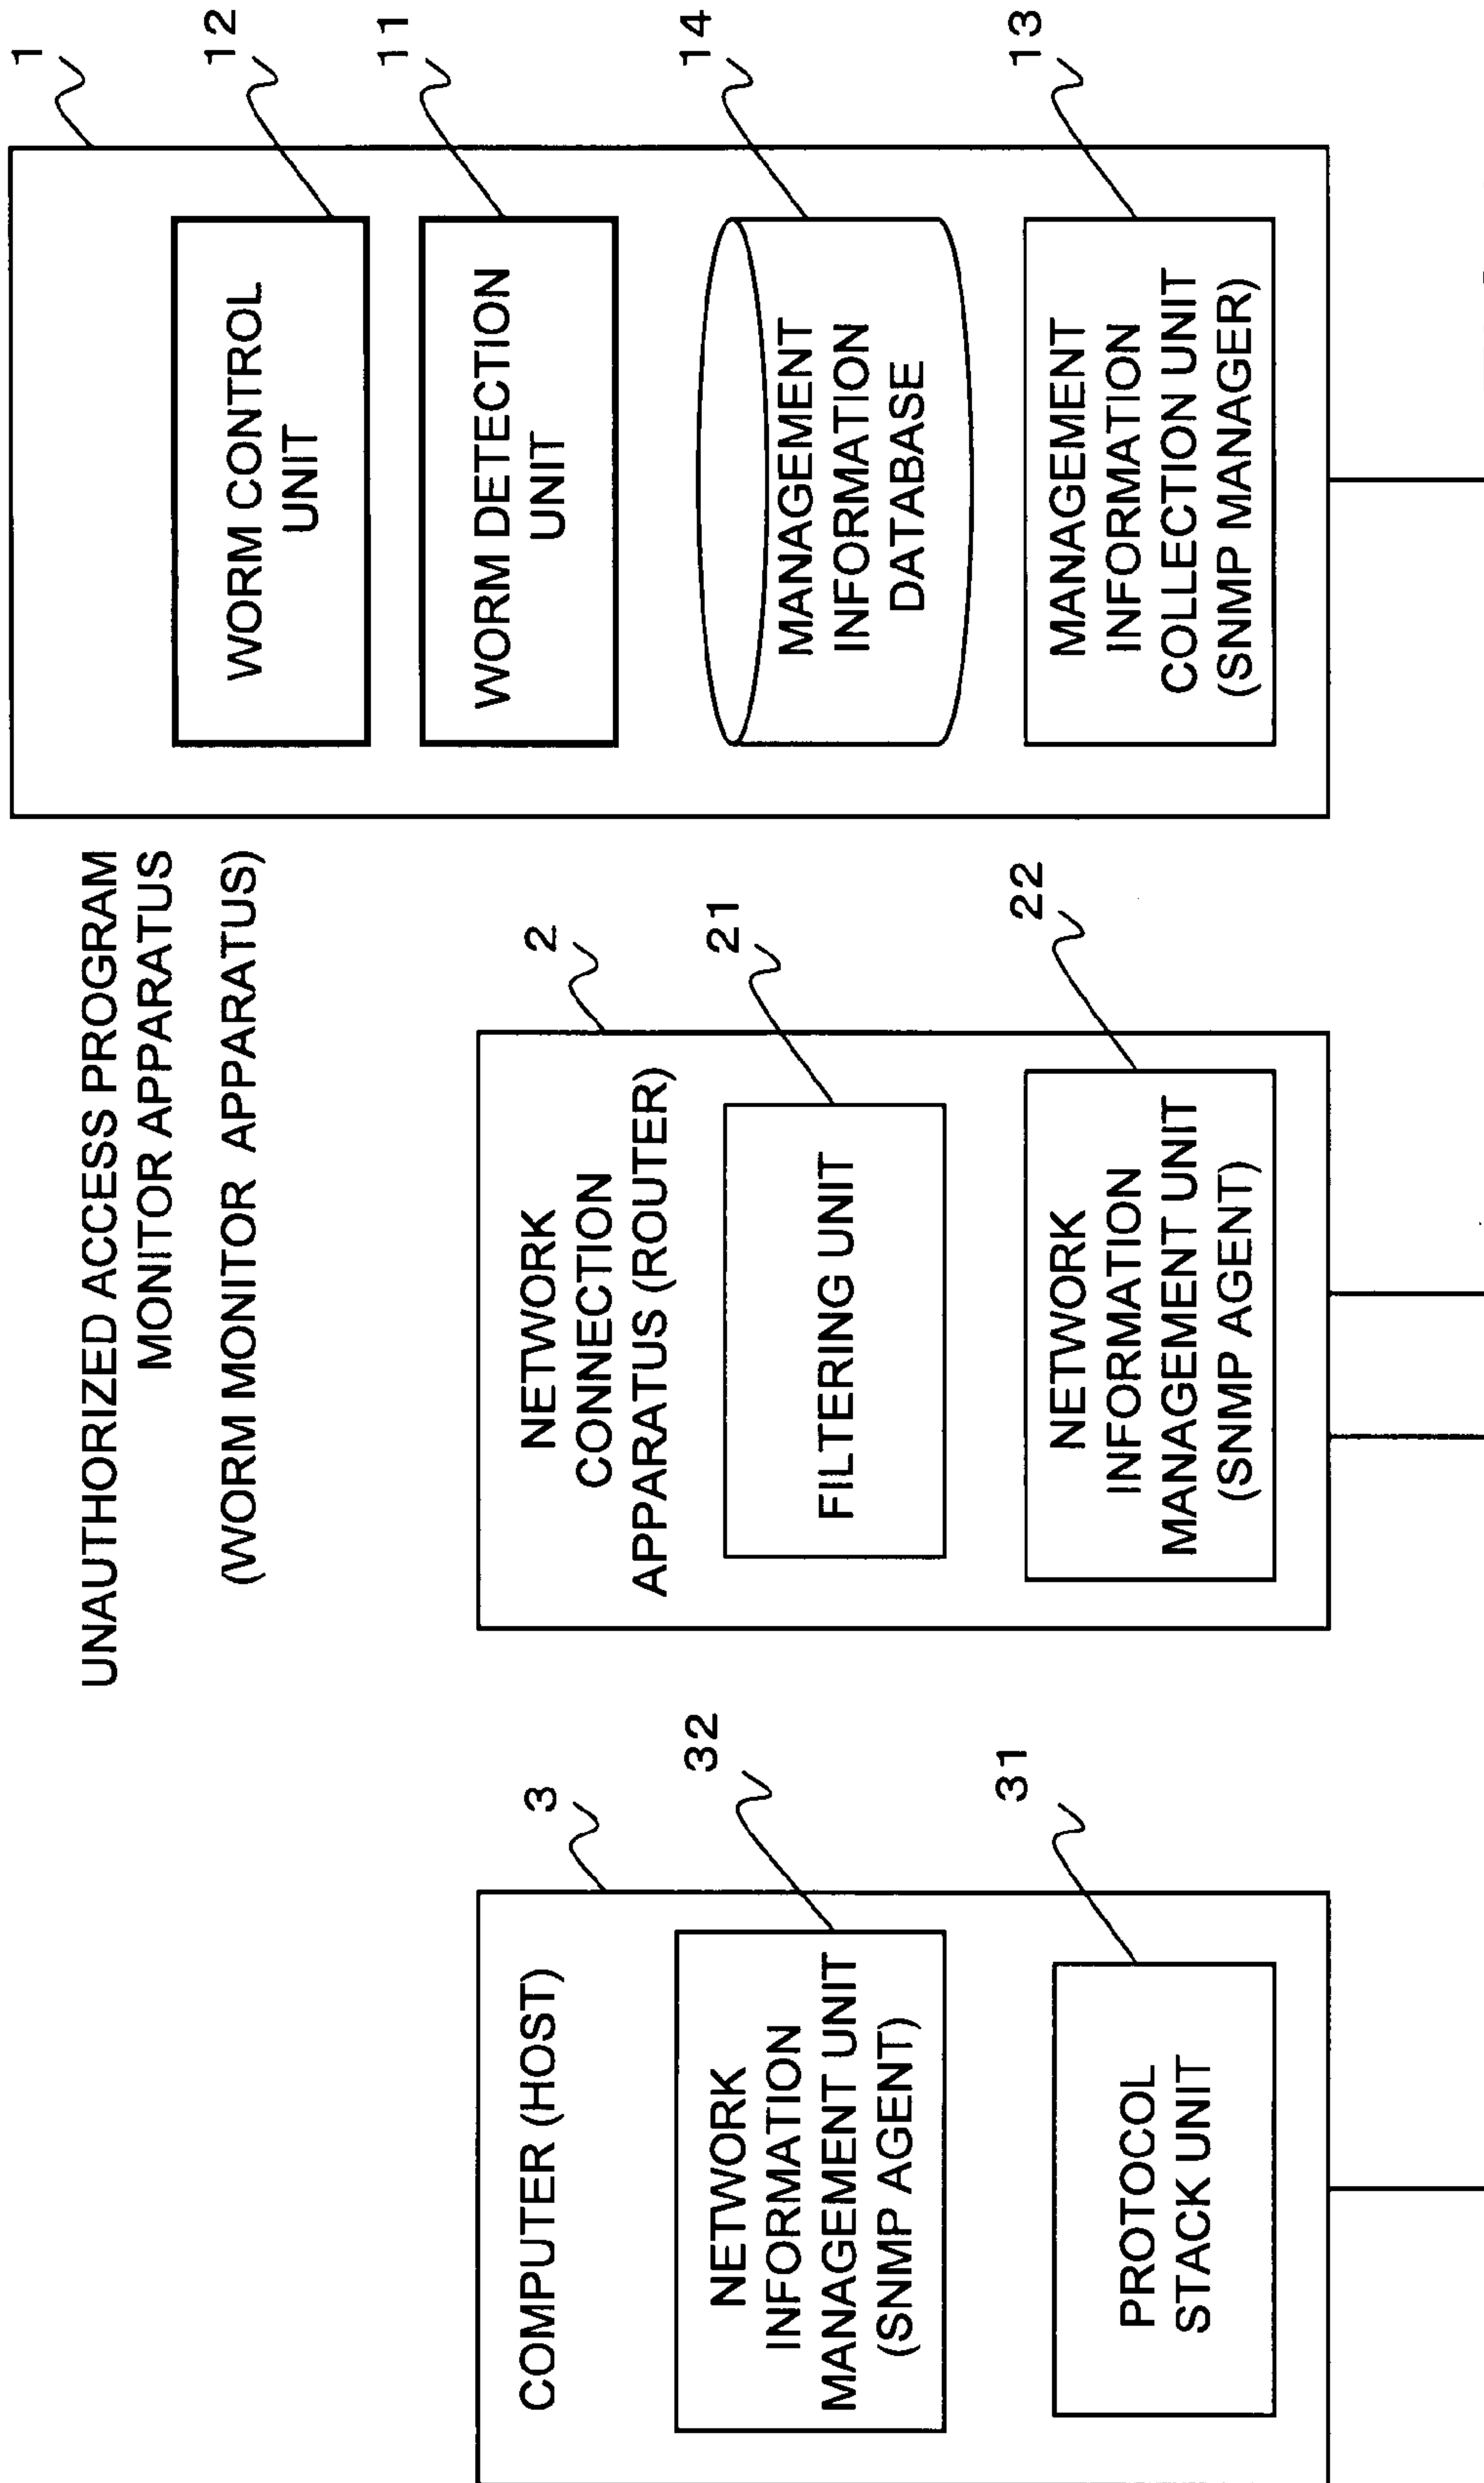 UNAUTHORIZED ACCESS PROGRAM
MONITOR APPARATUS
(WORM MONITOR APPARATUS)
3
COMPUTER (HOST)
32
NETWORK
INFORMATION
MANAGEMENT UNIT
(SNMP AGENT)
31
PROTOCOL
STACK UNIT
2
NETWORK
CONNECTION
APPARATUS (ROUTER)
21
FILTERING UNIT
22
NETWORK
INFORMATION
MANAGEMENT UNIT
(SNMP AGENT)
1
12
WORM CONTROL
UNIT
11
WORM DETECTION
UNIT
14
MANAGEMENT
INFORMATION
DATABASE
13
MANAGEMENT
INFORMATION
COLLECTION UNIT
(SNMP MANAGER)